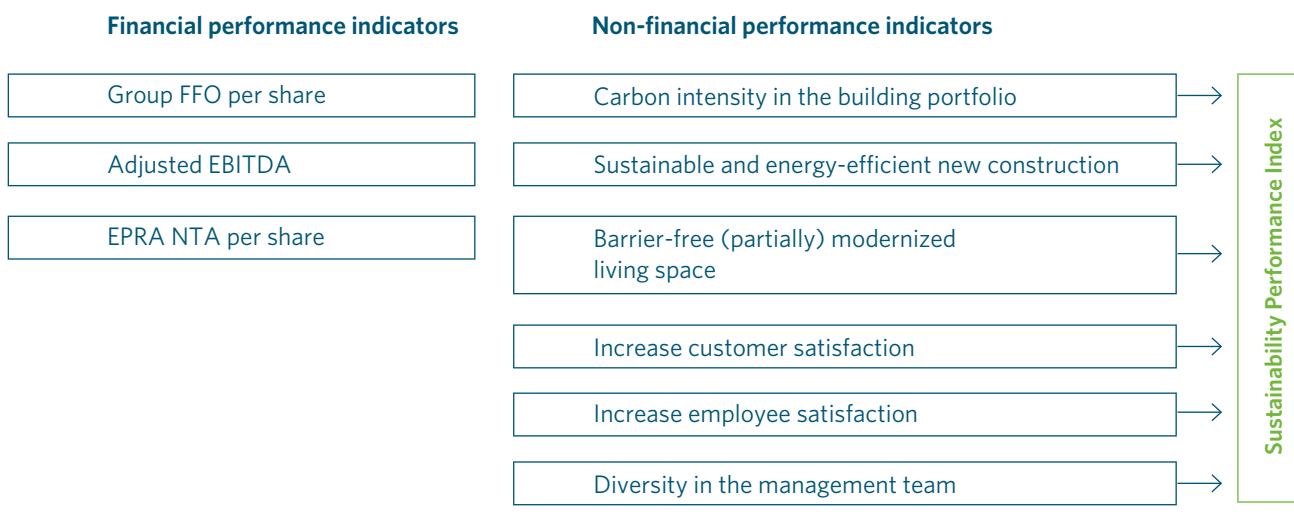 Financial performance indicators
Group FFO per share
Adjusted EBITDA
EPRA NTA per share
Non-financial performance indicators
Carbon intensity in the building portfolio
Sustainable and energy-efficient new construction
Barrier-free (partially) modernized
living space
Increase customer satisfaction
Increase employee satisfaction
Diversity in the management team
Sustainability Performance Index